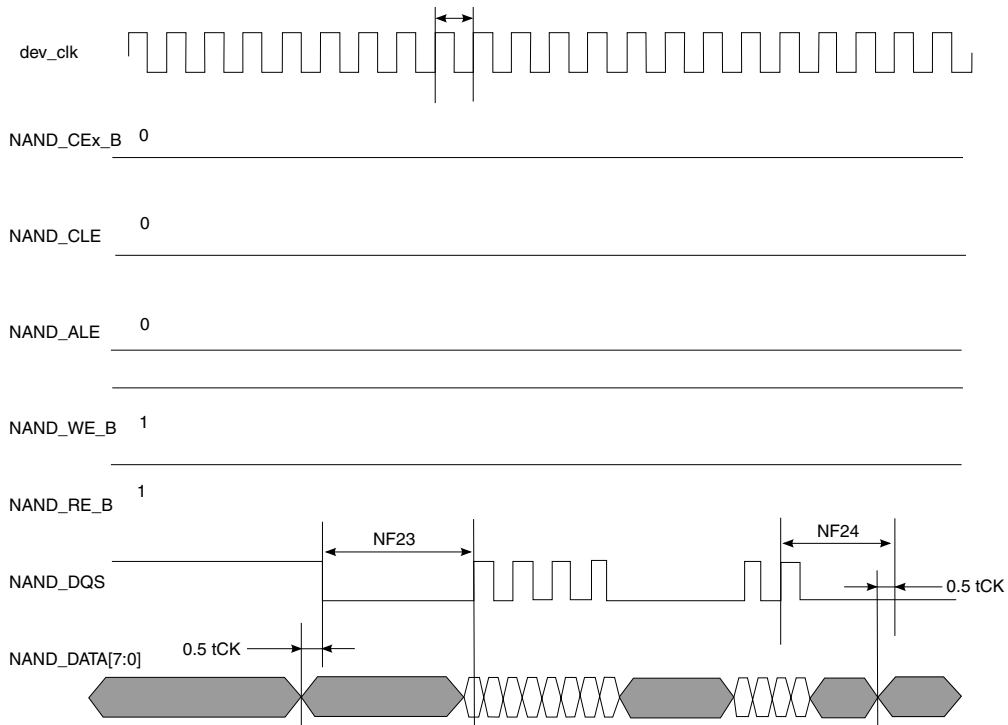 dev_clk
NAND_CEx_B 0
NAND_CLE 0
NAND_ALE 0
NAND_WE_B 1
NAND_RE_B 1
NF23
NF24
NAND_DQS
0.5 tCK
NAND_DATA[7:0]
0.5 tCK